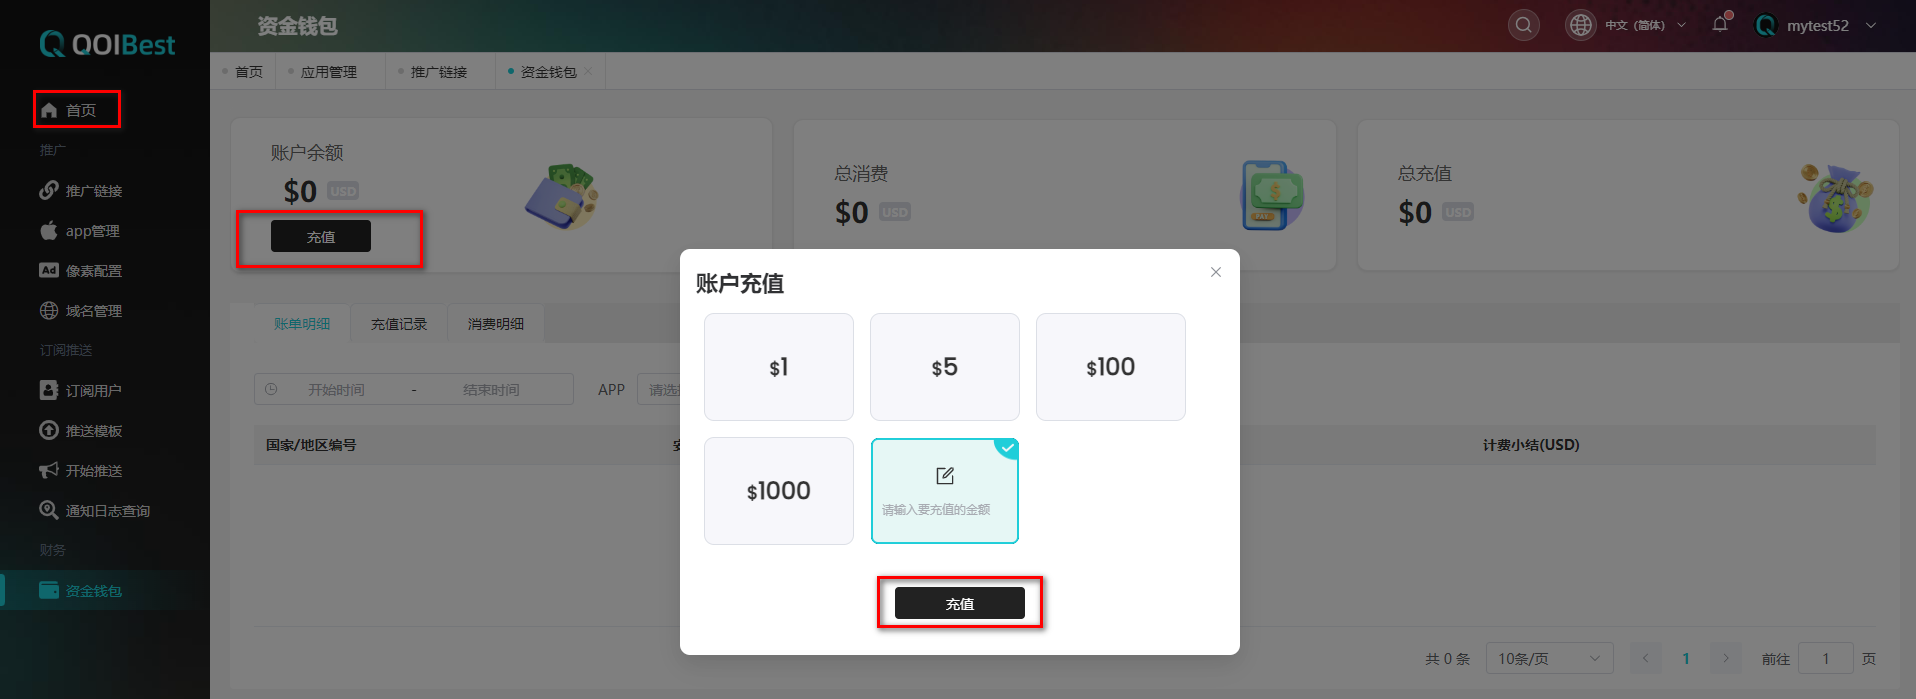 QOIBest
资金钱包
中文（简体）
mytest52
首页
应用管理
推广链接
资金钱包
首页
推广
推广链接
app管理
Ad 像素配置
域名管理
订阅推送
订阅用户
推送模板
开始推送
通知日志查询
财务
资金钱包
账户余额
$0 USD
充值
总消费
$0 USD
PAY
总充值
$0 USD
账单明细
充值记录
消费明细
开始时间 - 结束时间
APP
请选
国家/地区编号
计费小结(USD)
账户充值
$1
$5
$100
$1000
请输入要充值的金额
充值
共 0 条
10条/页
1
前往 1 页